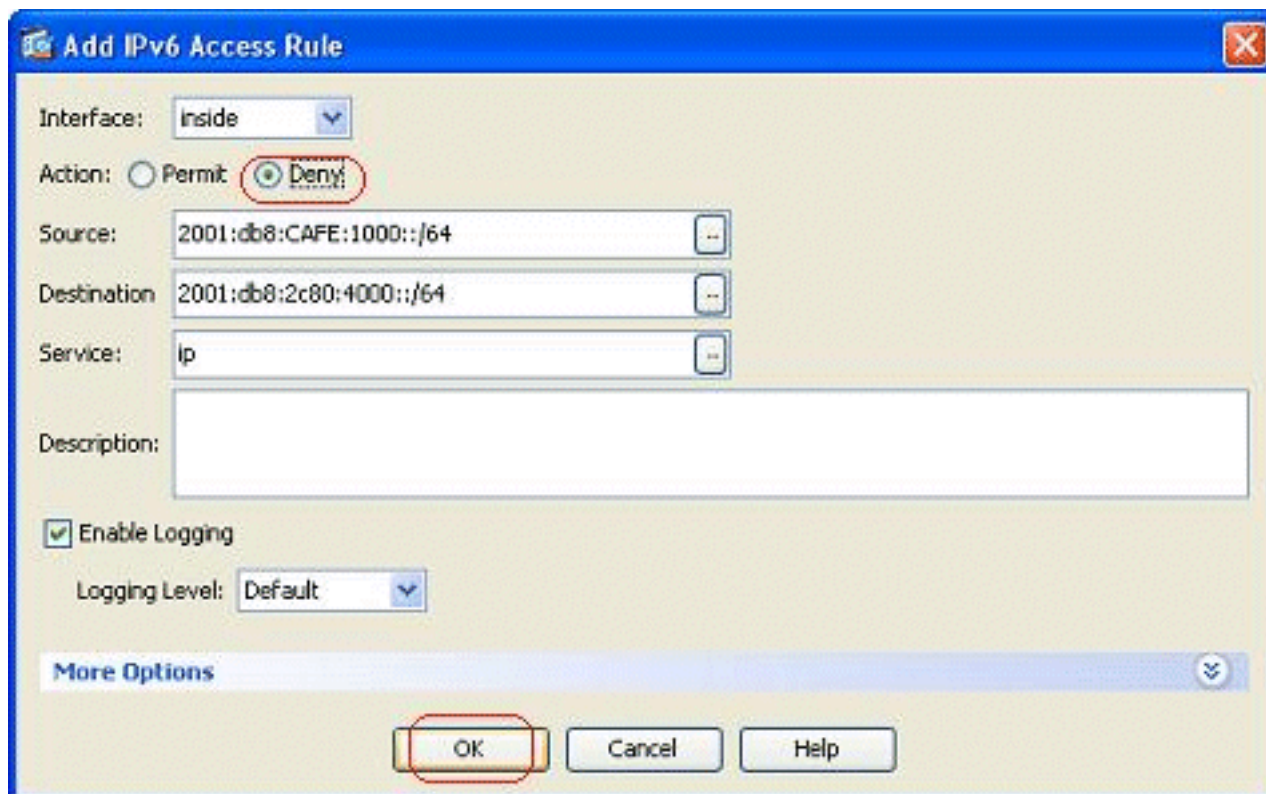 Add IPv6 Access Rule
Interface: inside
Action: Permit Deny
Source: 2001:db8:CAFE:1000::/64
Destination 2001:db8:2c80:4000::/64
Service: ip
Description:
Enable Logging
Logging Level: Default
More Options
OK Cancel Help